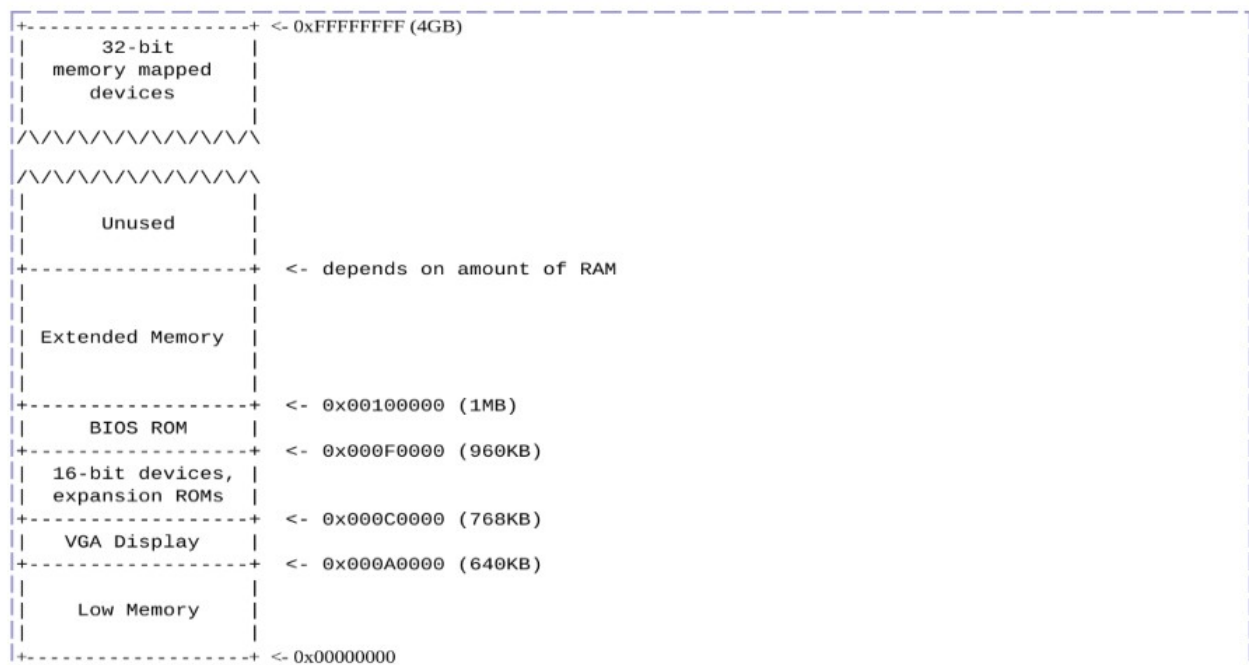 +------------------+ <- 0xFFFFFFFF (4GB)
| 32-bit |
| memory mapped |
| devices |
| |
/\/\/\/\/\/\/\/\/\/\
/\/\/\/\/\/\/\/\/\/\
| |
| Unused |
| |
+------------------+ <- depends on amount of RAM
| |
| |
| Extended Memory |
| |
| |
+------------------+ <- 0x00100000 (1MB)
| BIOS ROM |
+------------------+ <- 0x000F0000 (960KB)
| 16-bit devices, |
| expansion ROMs |
+------------------+ <- 0x000C0000 (768KB)
| VGA Display |
+------------------+ <- 0x000A0000 (640KB)
| |
| Low Memory |
| |
+------------------+ <- 0x00000000